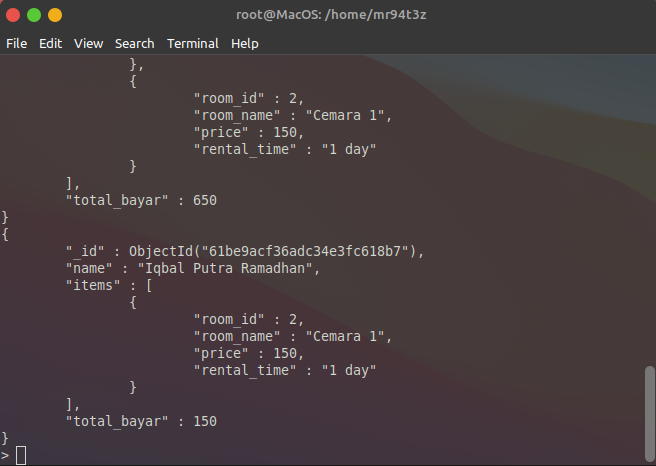 root@MacOS: /home/mr94t3z
File Edit View Search Terminal Help
},
{
"room_id" : 2,
"room_name" : "Cemara 1",
"price" : 150,
"rental_time" : "1 day"
}
],
"total_bayar" : 650
}
{
"_id" : ObjectId("61be9acf36adc34e3fc618b7"),
"name" : "Iqbal Putra Ramadhan",
"items" : [
{
"room_id" : 2,
"room_name" : "Cemara 1",
"price" : 150,
"rental_time" : "1 day"
}
],
"total_bayar" : 150
}
>